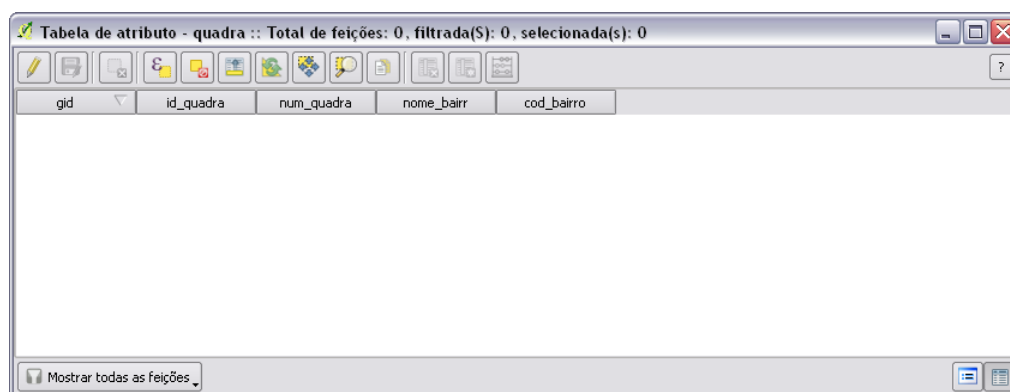 Tabela de atributo - quadra :: Total de feições: 0, filtrada(S): 0, selecionada(s): 0
ε
?
gid id_quadra num_quadra nome_bairr cod_bairro
Mostrar todas as feições